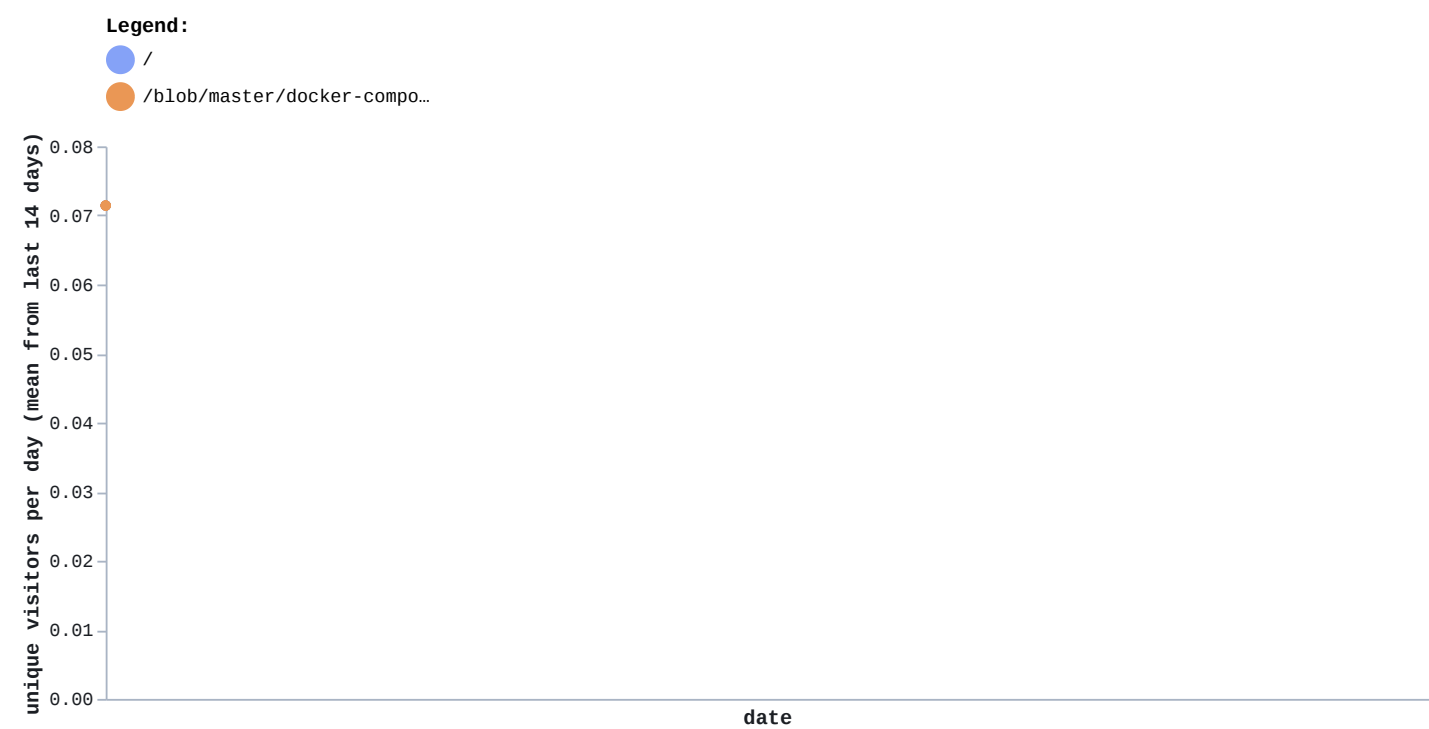 Legend:
/
/blob/master/docker-compo…
unique visitors per day (mean from last 14 days)
0.08
0.07
0.06
0.05
0.04
0.03
0.02
0.01
0.00
date